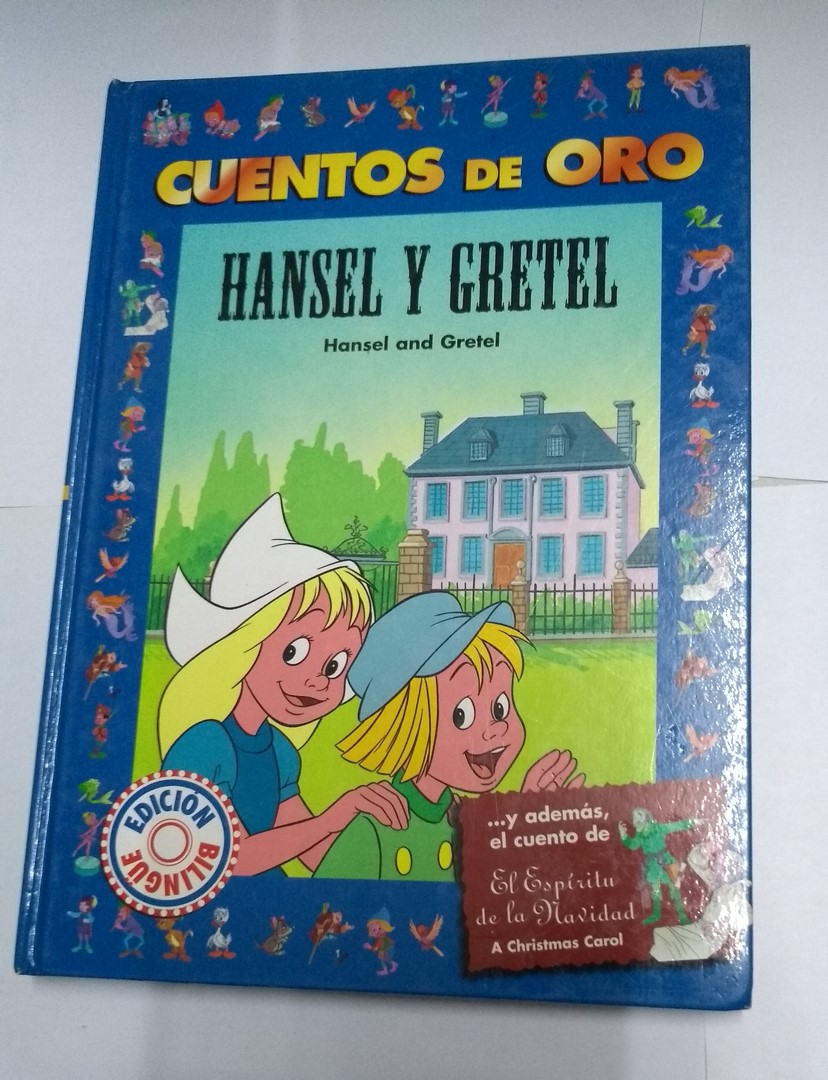 CUENTOS DE ORO
HANSEL Y GRETEL
Hansel and Gretel
EDICIÓN
BILINGÜE
...y además,
el cuento de
El Espíritu
de la Navidad
A Christmas Carol